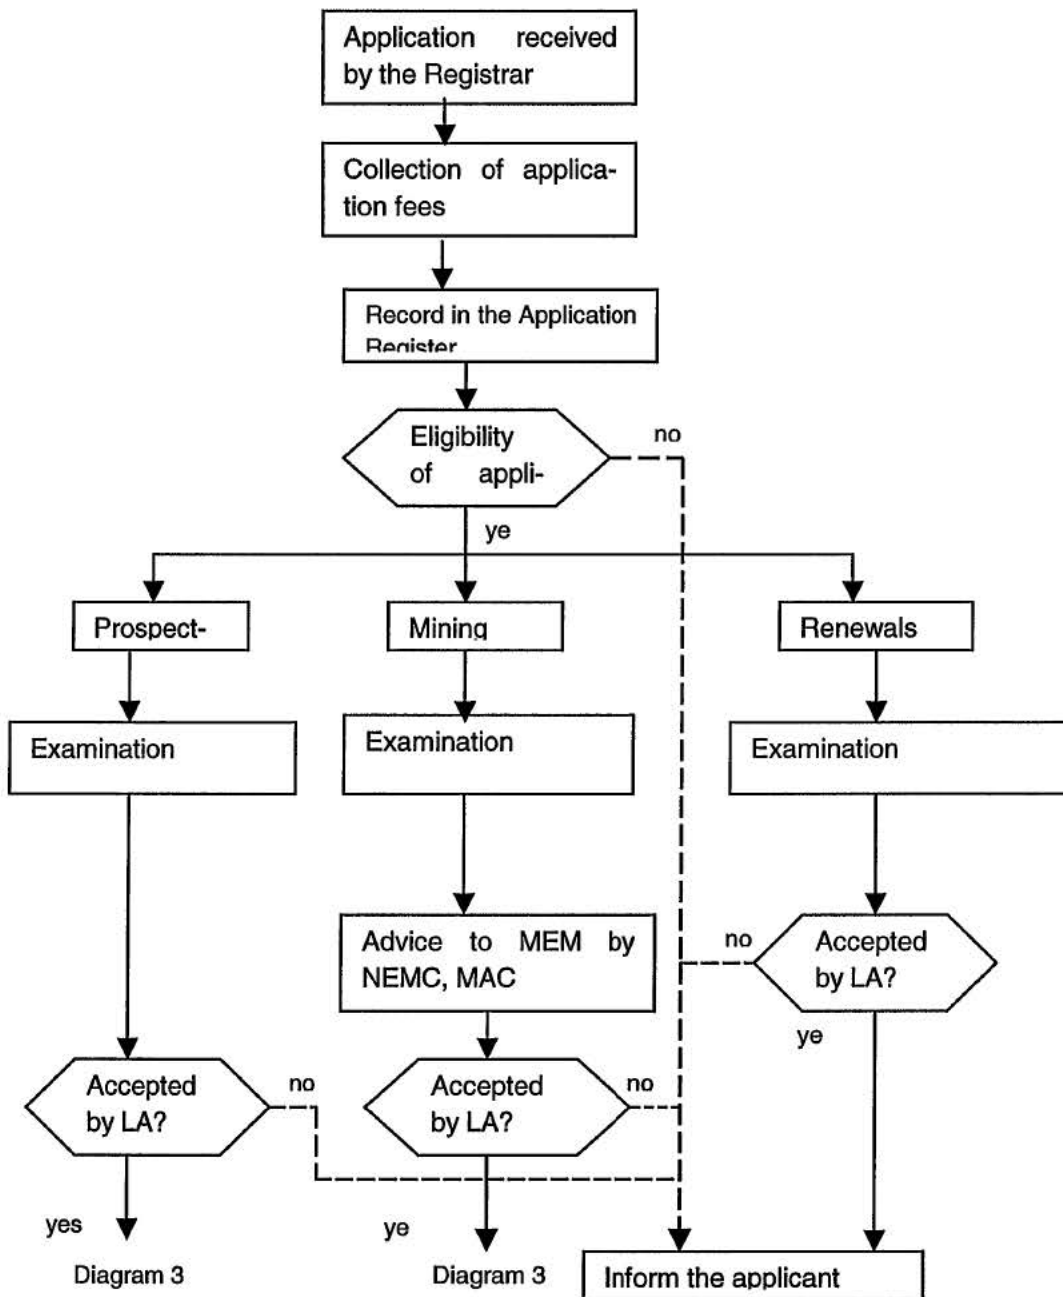 Application received
by the Registrar
Collection of applica-
tion fees
Record in the Application
Register
Eligibility
of appli-
no
ye
Prospect-
Mining
Renewals
Examination
Examination
Examination
Advice to MEM by
NEMC, MAC
no
Accepted
by LA?
ye
Accepted
by LA?
no
Accepted
by LA?
no
yes
ye
Diagram 3
Diagram 3
Inform the applicant